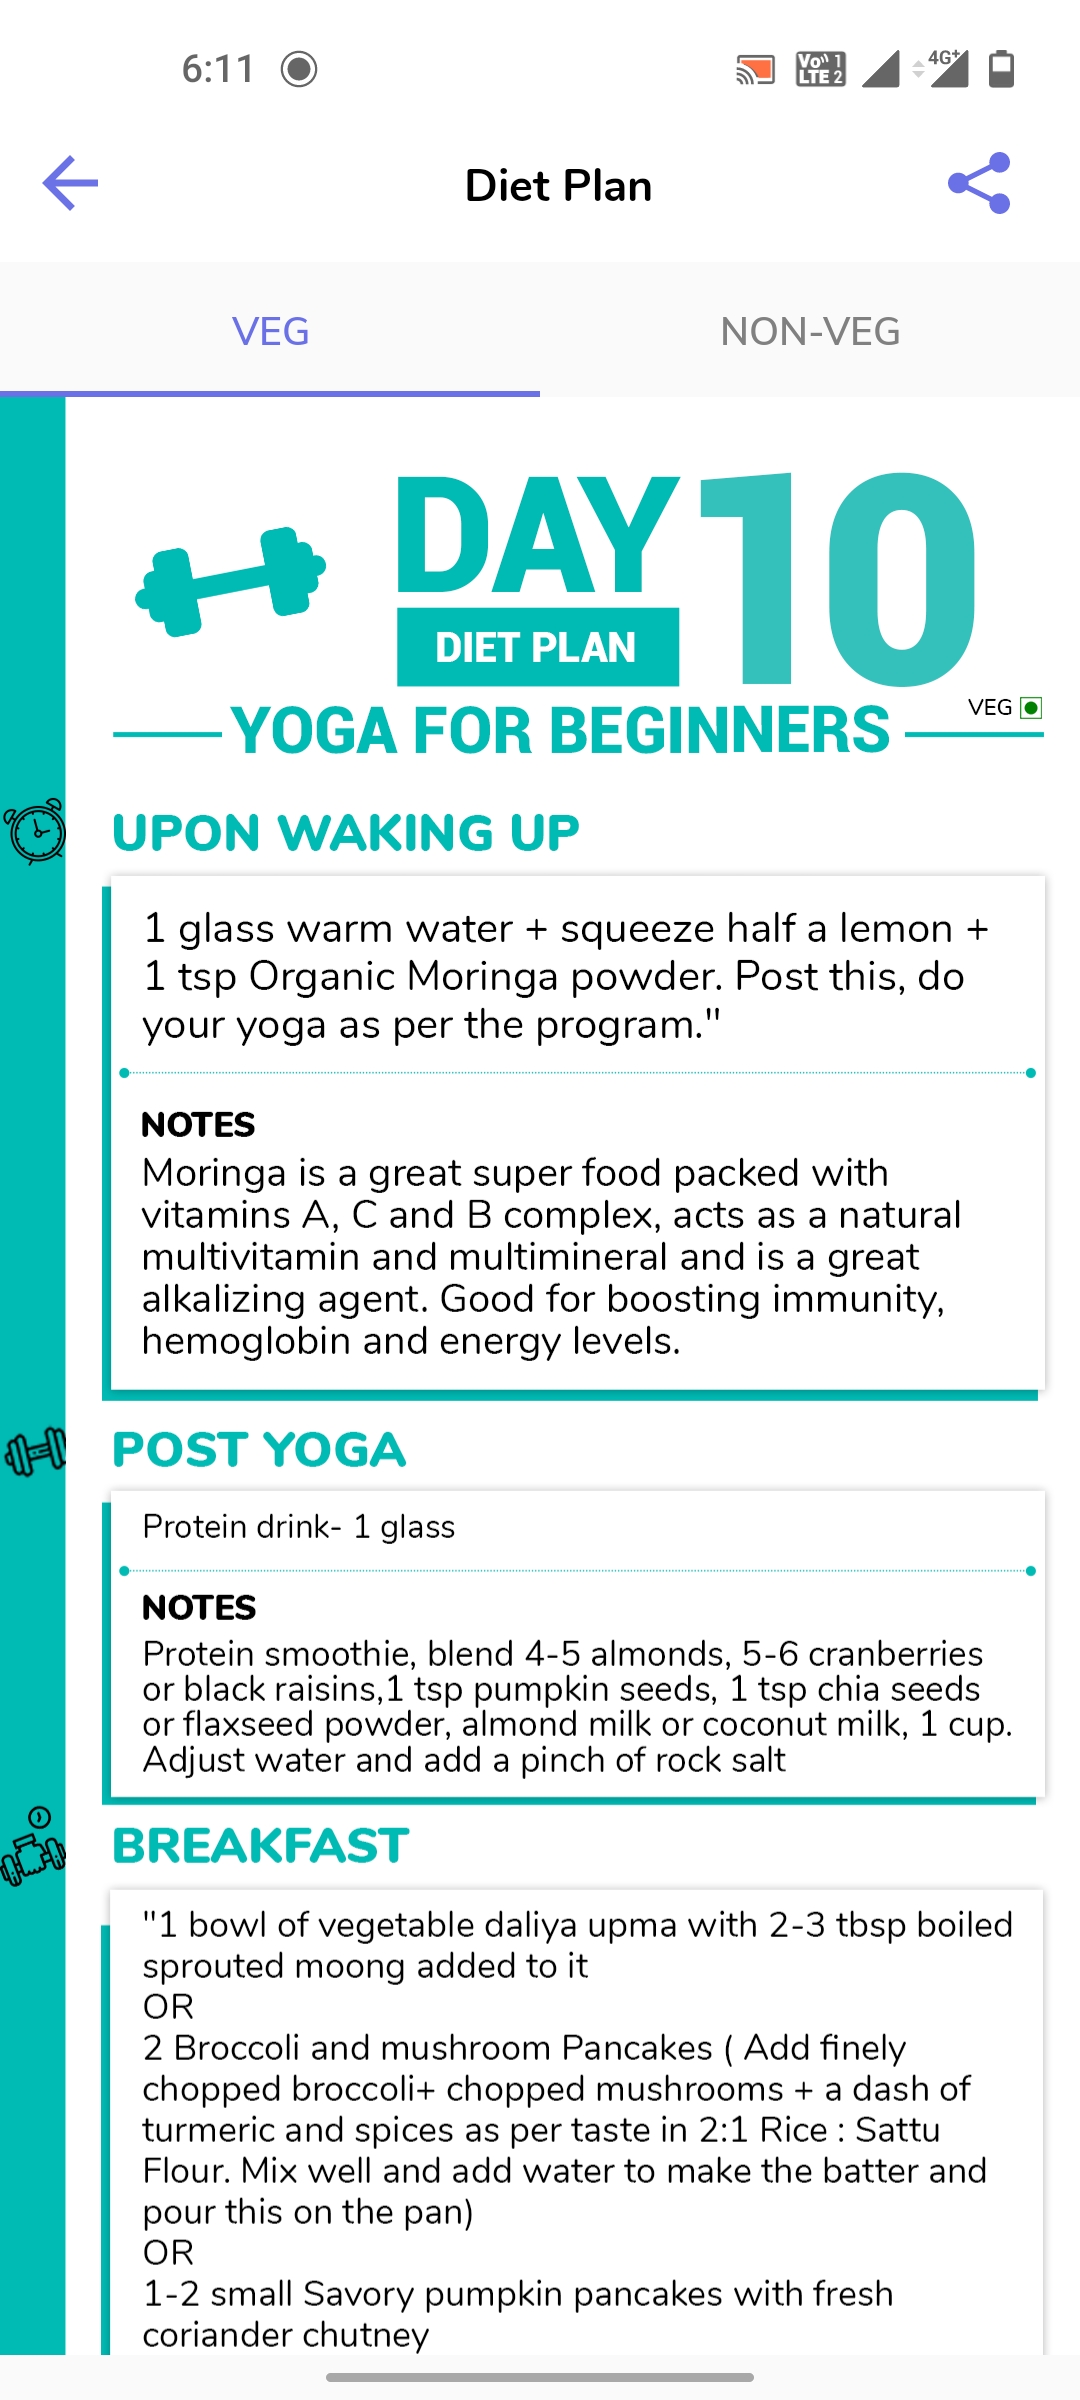 6:11
Vo)) 1
LTE 2
4G+
Diet Plan
VEG
NON-VEG
DAY 10
DIET PLAN
VEG
YOGA FOR BEGINNERS
UPON WAKING UP
1 glass warm water + squeeze half a lemon +
1 tsp Organic Moringa powder. Post this, do
your yoga as per the program."
NOTES
Moringa is a great super food packed with
vitamins A, C and B complex, acts as a natural
multivitamin and multimineral and is a great
alkalizing agent. Good for boosting immunity,
hemoglobin and energy levels.
POST YOGA
Protein drink- 1 glass
NOTES
Protein smoothie, blend 4-5 almonds, 5-6 cranberries
or black raisins,1 tsp pumpkin seeds, 1 tsp chia seeds
or flaxseed powder, almond milk or coconut milk, 1 cup.
Adjust water and add a pinch of rock salt
BREAKFAST
"1 bowl of vegetable daliya upma with 2-3 tbsp boiled
sprouted moong added to it
OR
2 Broccoli and mushroom Pancakes ( Add finely
chopped broccoli+ chopped mushrooms + a dash of
turmeric and spices as per taste in 2:1 Rice : Sattu
Flour. Mix well and add water to make the batter and
pour this on the pan)
OR
1-2 small Savory pumpkin pancakes with fresh
coriander chutney